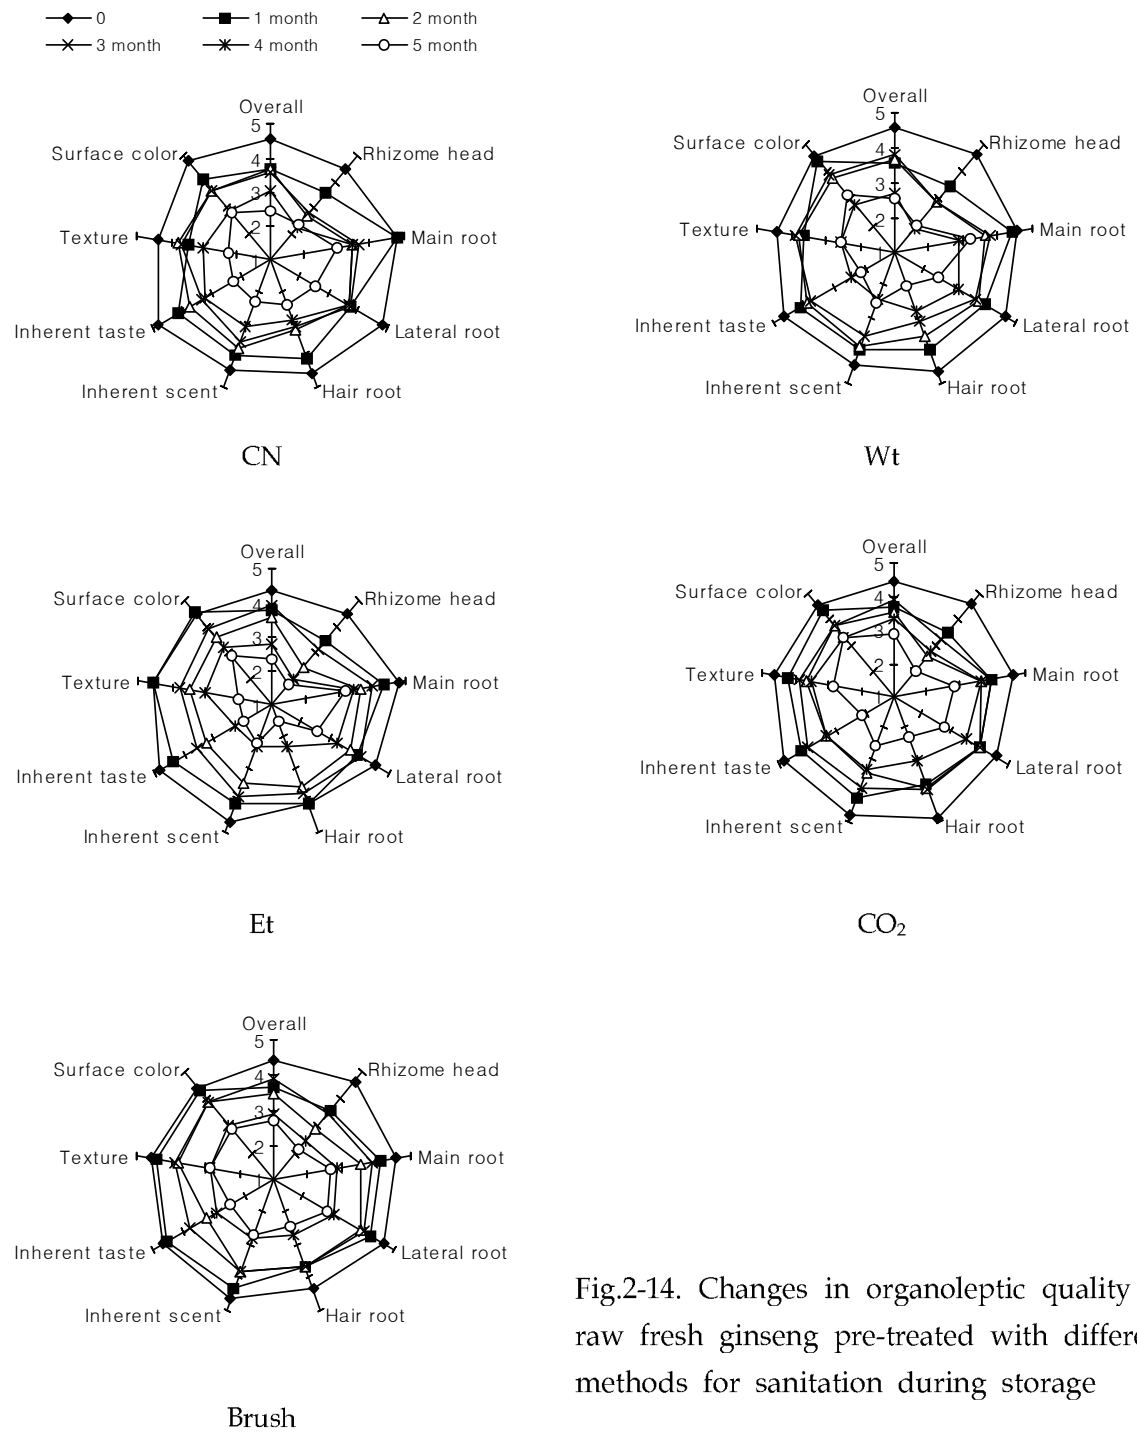 0 1 month 2 month
3 month 4 month 5 month
Overall
5
4
3
2
1
Rhizome head
Main root
Lateral root
Hair root
Inherent scent
Inherent taste
Texture
Surface color
CN
Overall
5
4
3
2
1
Rhizome head
Main root
Lateral root
Hair root
Inherent scent
Inherent taste
Texture
Surface color
Wt
Overall
5
4
3
2
1
Rhizome head
Main root
Lateral root
Hair root
Inherent scent
Inherent taste
Texture
Surface color
Et
Overall
5
4
3
2
1
Rhizome head
Main root
Lateral root
Hair root
Inherent scent
Inherent taste
Texture
Surface color
CO₂
Overall
5
4
3
2
1
Rhizome head
Main root
Lateral root
Hair root
Inherent scent
Inherent taste
Texture
Surface color
Brush
Fig.2-14. Changes in organoleptic quality
raw fresh ginseng pre-treated with differe
methods for sanitation during storage